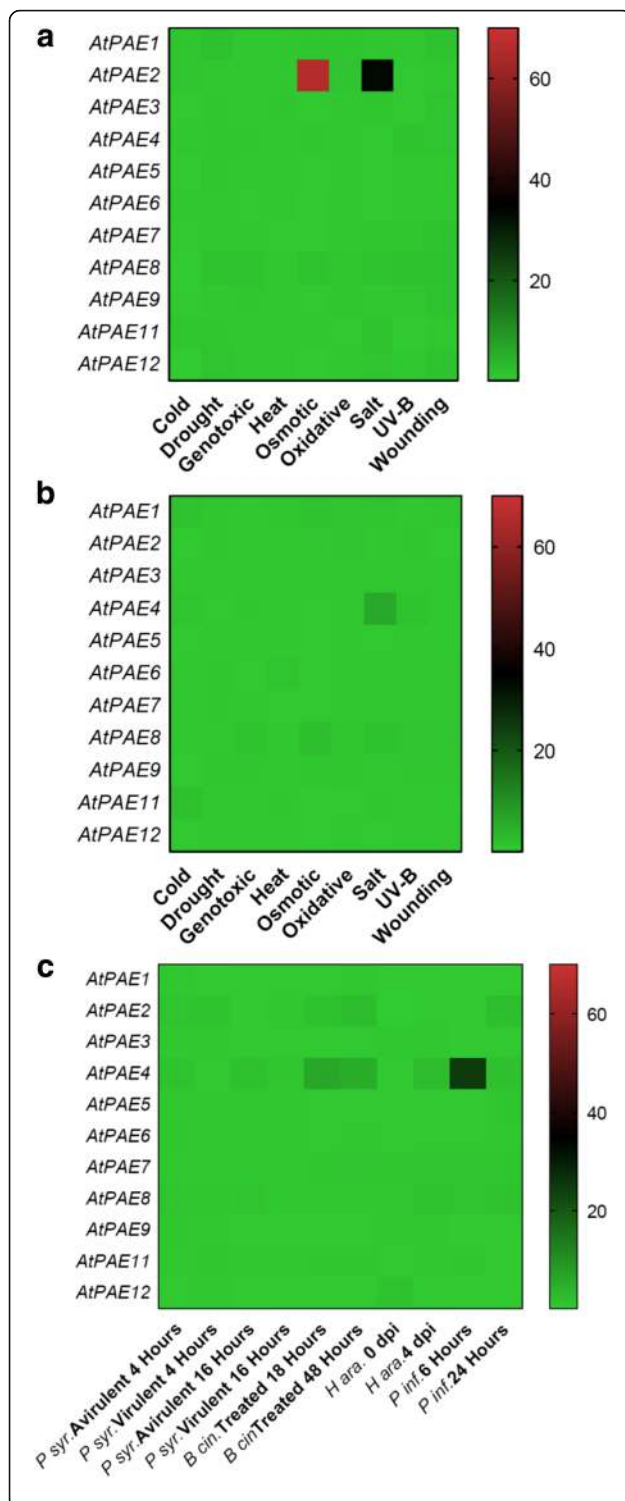 a
AtPAE1
AtPAE2
AtPAE3
AtPAE4
AtPAE5
AtPAE6
AtPAE7
AtPAE8
AtPAE9
AtPAE11
AtPAE12
60
40
20
Cold
Drought
Genotoxic
Heat
Osmotic
Oxidative
Salt
UV-B
Wounding
b
AtPAE1
AtPAE2
AtPAE3
AtPAE4
AtPAE5
AtPAE6
AtPAE7
AtPAE8
AtPAE9
AtPAE11
AtPAE12
60
40
20
Cold
Drought
Genotoxic
Heat
Osmotic
Oxidative
Salt
UV-B
Wounding
c
AtPAE1
AtPAE2
AtPAE3
AtPAE4
AtPAE5
AtPAE6
AtPAE7
AtPAE8
AtPAE9
AtPAE11
AtPAE12
60
40
20
P syr.Avirulent 4 Hours
P syr.Virulent 4 Hours
P syr.Avirulent 16 Hours
P syr.Virulent 16 Hours
B cin.Treated 18 Hours
B cinTreated 48 Hours
H ara. 0 dpi
H ara.4 dpi
P inf.6 Hours
P inf.24 Hours